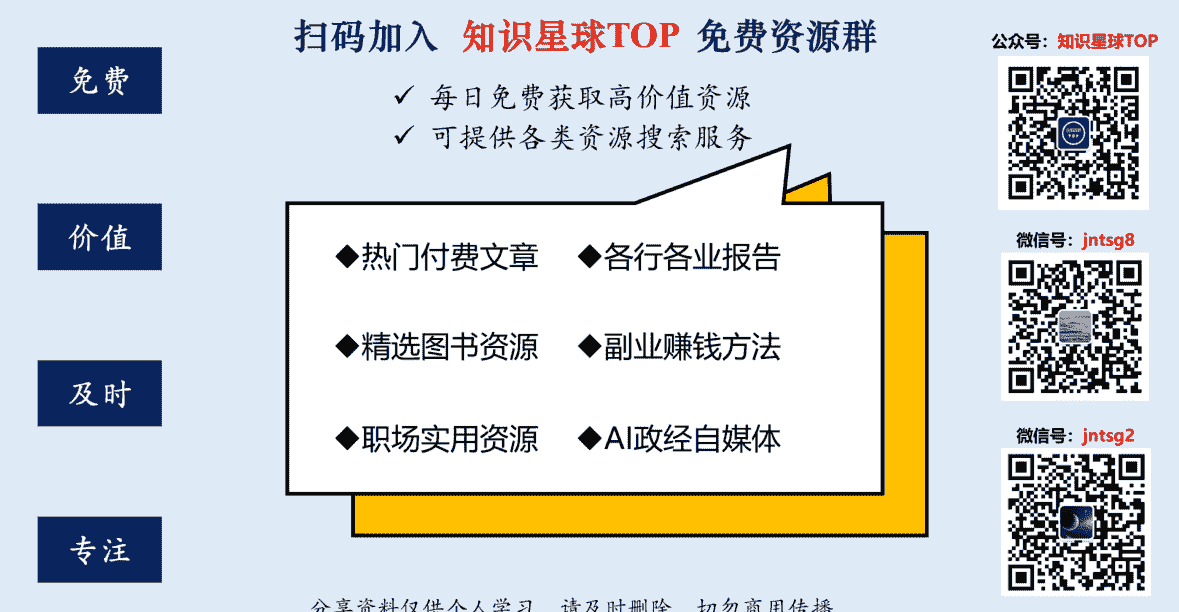 扫码加入 知识星球TOP 免费资源群
✓ 每日免费获取高价值资源
✓ 可提供各类资源搜索服务
免费
价值
及时
专注
◆热门付费文章 ◆各行各业报告
◆精选图书资源 ◆副业赚钱方法
◆职场实用资源 ◆AI政经自媒体
公众号：知识星球TOP
微信号：jntsg8
微信号：jntsg2
分享资料仅供个人学习，请及时删除，切勿商用传播